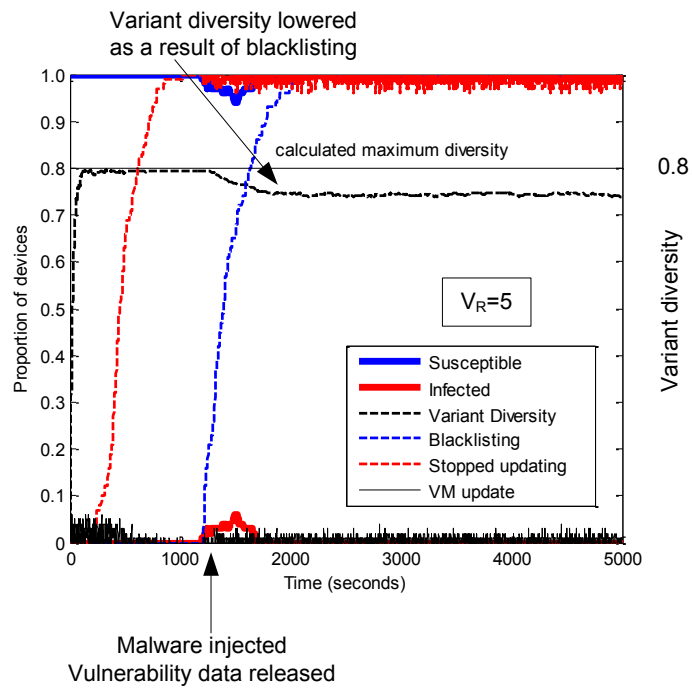 Variant diversity lowered
as a result of blacklisting
1.0
0.9
0.8
0.7
0.6
0.5
0.4
0.3
0.2
0.1
0
Proportion of devices
calculated maximum diversity
0.8
Variant diversity
V_R=5
Susceptible
Infected
Variant Diversity
Blacklisting
Stopped updating
VM update
0 1000 2000 3000 4000 5000
Time (seconds)
Malware injected
Vulnerability data released